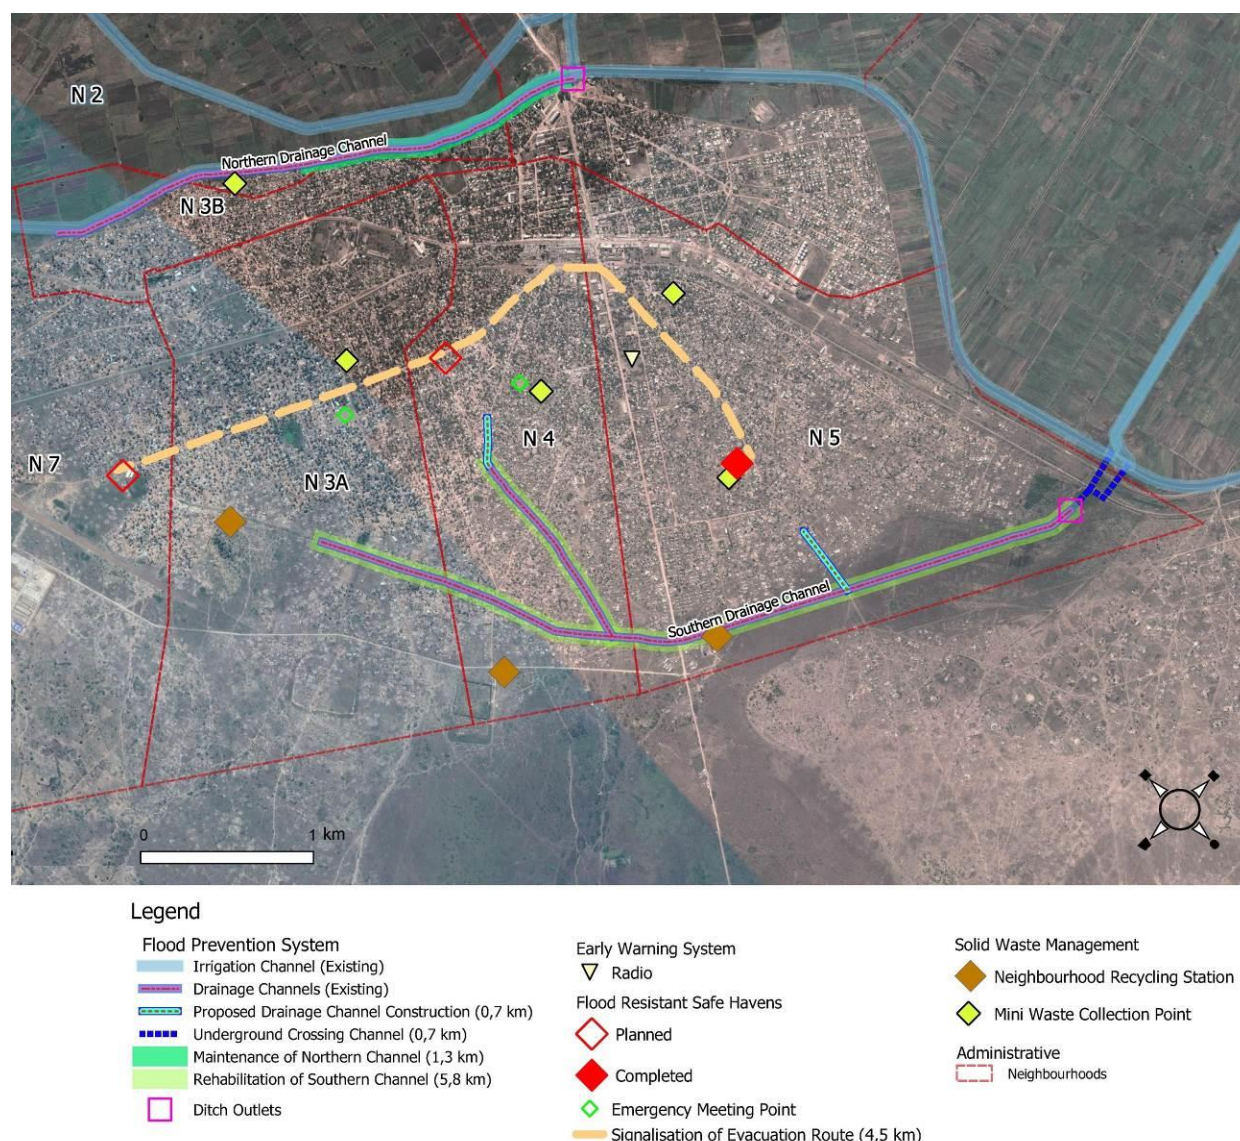 N 2
Northern Drainage Channel
N 3B
N 4
N 5
N 7
N 3A
Southern Drainage Channel
0 1 km
Legend
Flood Prevention System
Irrigation Channel (Existing)
Drainage Channels (Existing)
Proposed Drainage Channel Construction (0,7 km)
Underground Crossing Channel (0,7 km)
Maintenance of Northern Channel (1,3 km)
Rehabilitation of Southern Channel (5,8 km)
Ditch Outlets
Early Warning System
Radio
Flood Resistant Safe Havens
Planned
Completed
Emergency Meeting Point
Signalisation of Evacuation Route (4,5 km)
Solid Waste Management
Neighbourhood Recycling Station
Mini Waste Collection Point
Administrative
Neighbourhoods